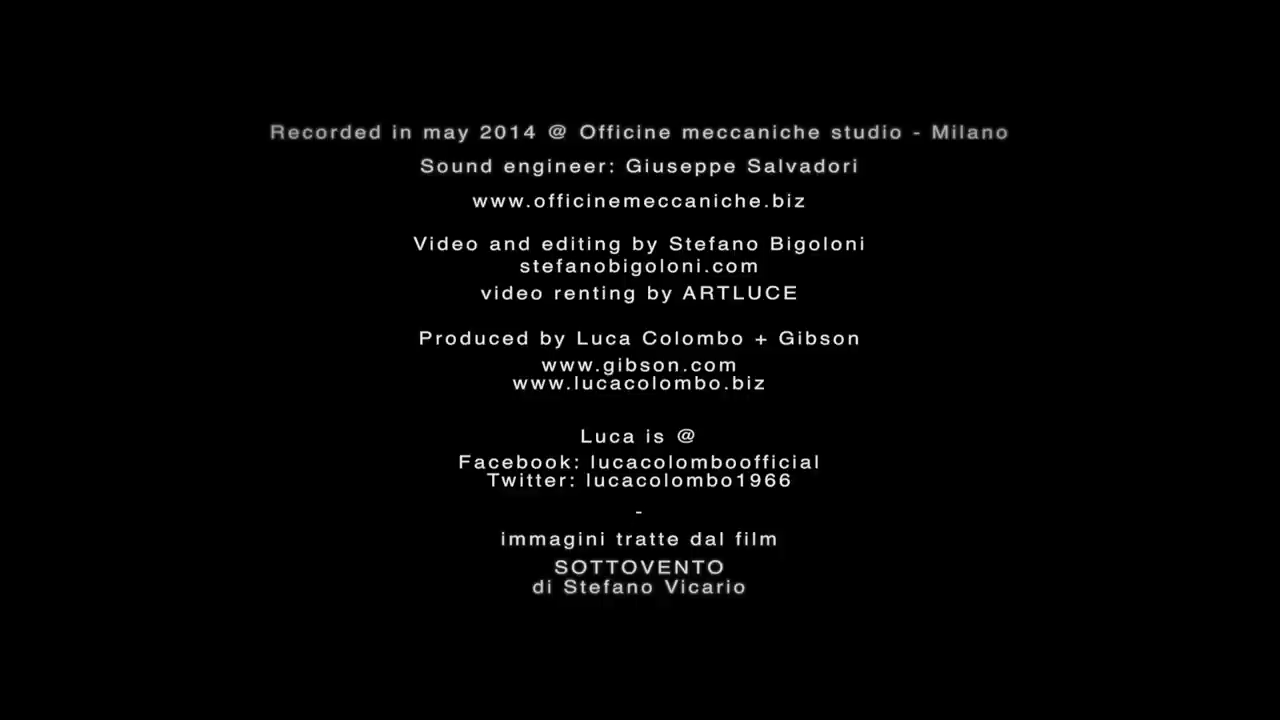 Recorded in may 2014 @ Officine meccaniche studio - Milano
Sound engineer: Giuseppe Salvadori
www.officinemeccaniche.biz
Video and editing by Stefano Bigoloni
stefanobigoloni.com
video renting by ARTLUCE
Produced by Luca Colombo + Gibson
www.gibson.com
www.lucacolombo.biz
Luca is @
Facebook: lucacolomboofficial
Twitter: lucacolombo1966
-
immagini tratte dal film
SOTTOVENTO
di Stefano Vicario